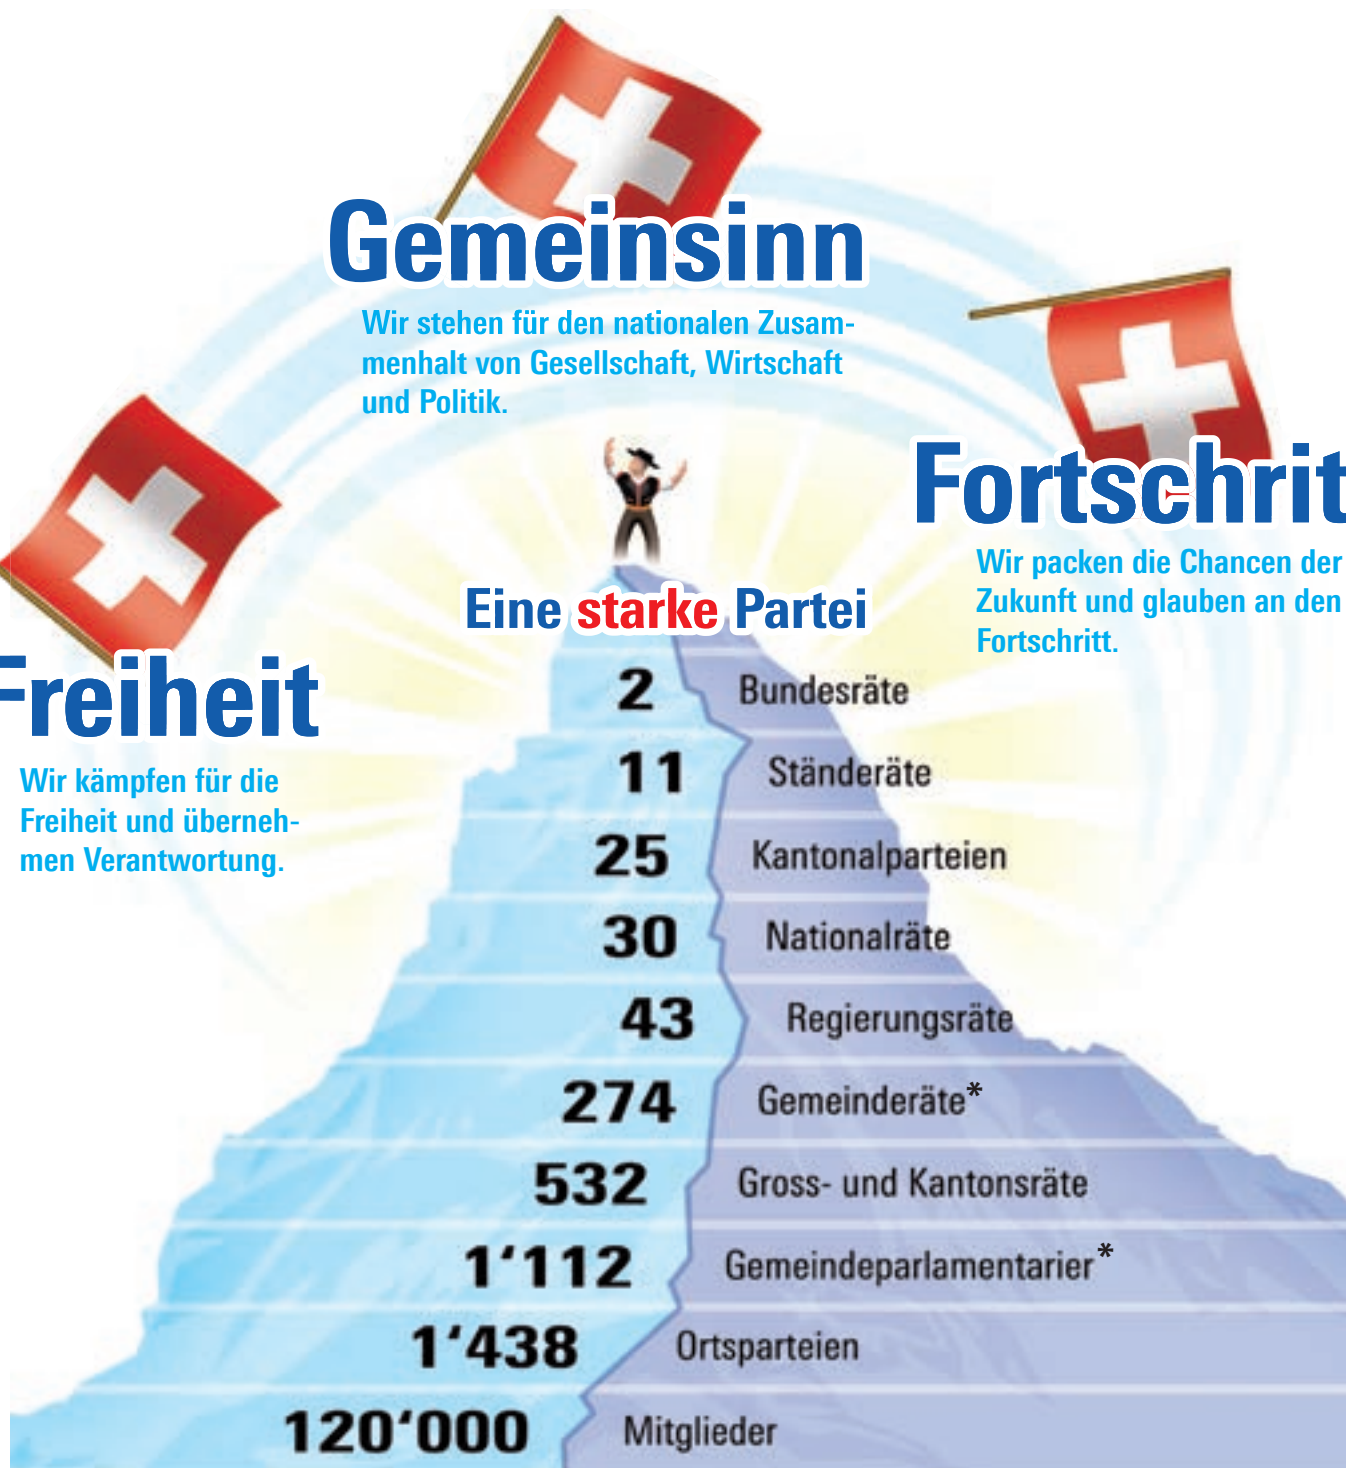 Gemeinsinn
Wir stehen für den nationalen Zusam-
menhalt von Gesellschaft, Wirtschaft
und Politik.
Fortschrit
Wir packen die Chancen der
Zukunft und glauben an den
Fortschritt.
Freiheit
Wir kämpfen für die
Freiheit und überneh-
men Verantwortung.
Eine starke Partei
2 Bundesräte
11 Ständeräte
25 Kantonalparteien
30 Nationalräte
43 Regierungsräte
274 Gemeinderäte*
532 Gross- und Kantonsräte
1‘112 Gemeindeparlamentarier*
1‘438 Ortsparteien
120‘000 Mitglieder